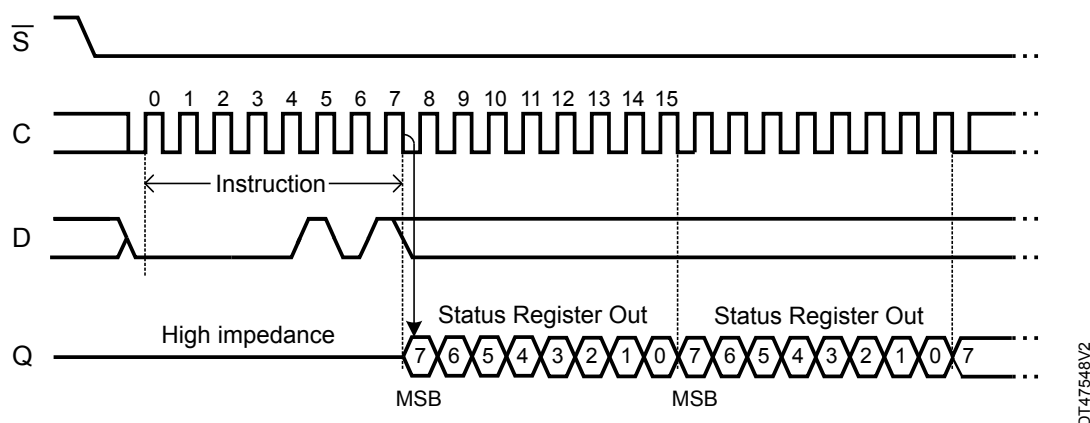 S
0 1 2 3 4 5 6 7 8 9 10 11 12 13 14 15
C
Instruction
D
Status Register Out Status Register Out
High impedance
Q 7 6 5 4 3 2 1 0 7 6 5 4 3 2 1 0 7
MSB MSB
DT47548V2